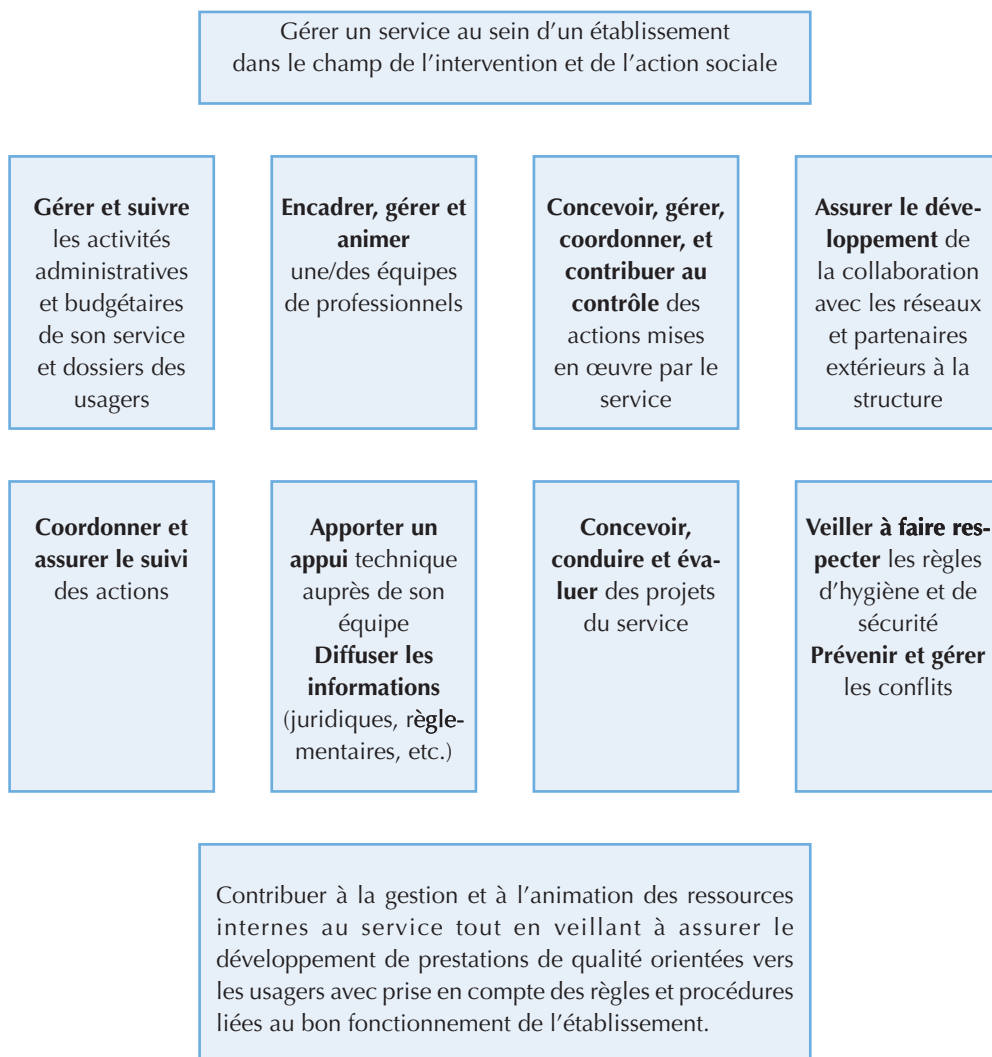 Gérer un service au sein d'un établissement
dans le champ de l'intervention et de l'action sociale
Gérer et suivre
les activités
administratives
et budgétaires
de son service
et dossiers des
usagers
Encadrer, gérer et
animer
une/des équipes
de professionnels
Concevoir, gérer,
coordonner, et
contribuer au
contrôle des
actions mises
en œuvre par le
service
Assurer le déve-
loppement de
la collaboration
avec les réseaux
et partenaires
extérieurs à la
structure
Coordonner et
assurer le suivi
des actions
Apporter un
appui technique
auprès de son
équipe
Diffuser les
informations
(juridiques, règle-
mentaires, etc.)
Concevoir,
conduire et éva-
luer des projets
du service
Veiller à faire res-
pecter les règles
d'hygiène et de
sécurité
Prévenir et gérer
les conflits
Contribuer à la gestion et à l'animation des ressources
internes au service tout en veillant à assurer le
développement de prestations de qualité orientées vers
les usagers avec prise en compte des règles et procédures
liées au bon fonctionnement de l'établissement.